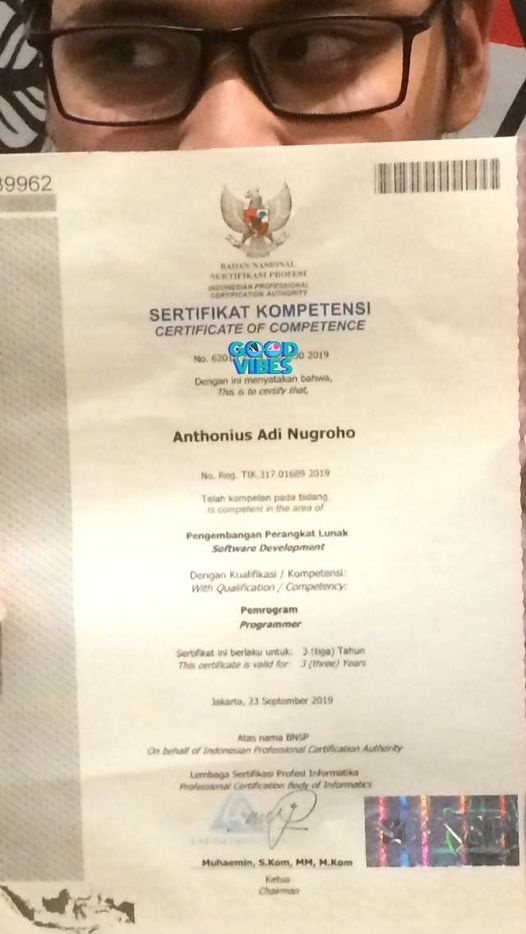 39962
BADAN NASIONAL
SERTIFIKASI PROFESI
INDONESIAN PROFESSIONAL
CERTIFICATION AUTHORITY
SERTIFIKAT KOMPETENSI
CERTIFICATE OF COMPETENCE
No. 2019
GOOD
VIBES
Dengan ini menyatakan bahwa,
This is to certify that,
Anthonius Adi Nugroho
No. Reg. TIK.317.01689 2019
Telah kompeten pada bidang
is competent in the area of
Pengembangan Perangkat Lunak
Software Development
Dengan Kualifikasi / Kompetensi:
With Qualification / Competency:
Pemrogram
Programmer
Sertifikat ini berlaku untuk: 3 (tiga) Tahun
This certificate is valid for: 3 (three) Years
Jakarta, 23 September 2019
Atas nama BNSP
On behalf of Indonesian Professional Certification Authority
Lembaga Sertifikasi Profesi Informatika
Professional Certification Body of Informatics
Muhaemin, S.Kom, MM, M.Kom
Ketua
Chairman